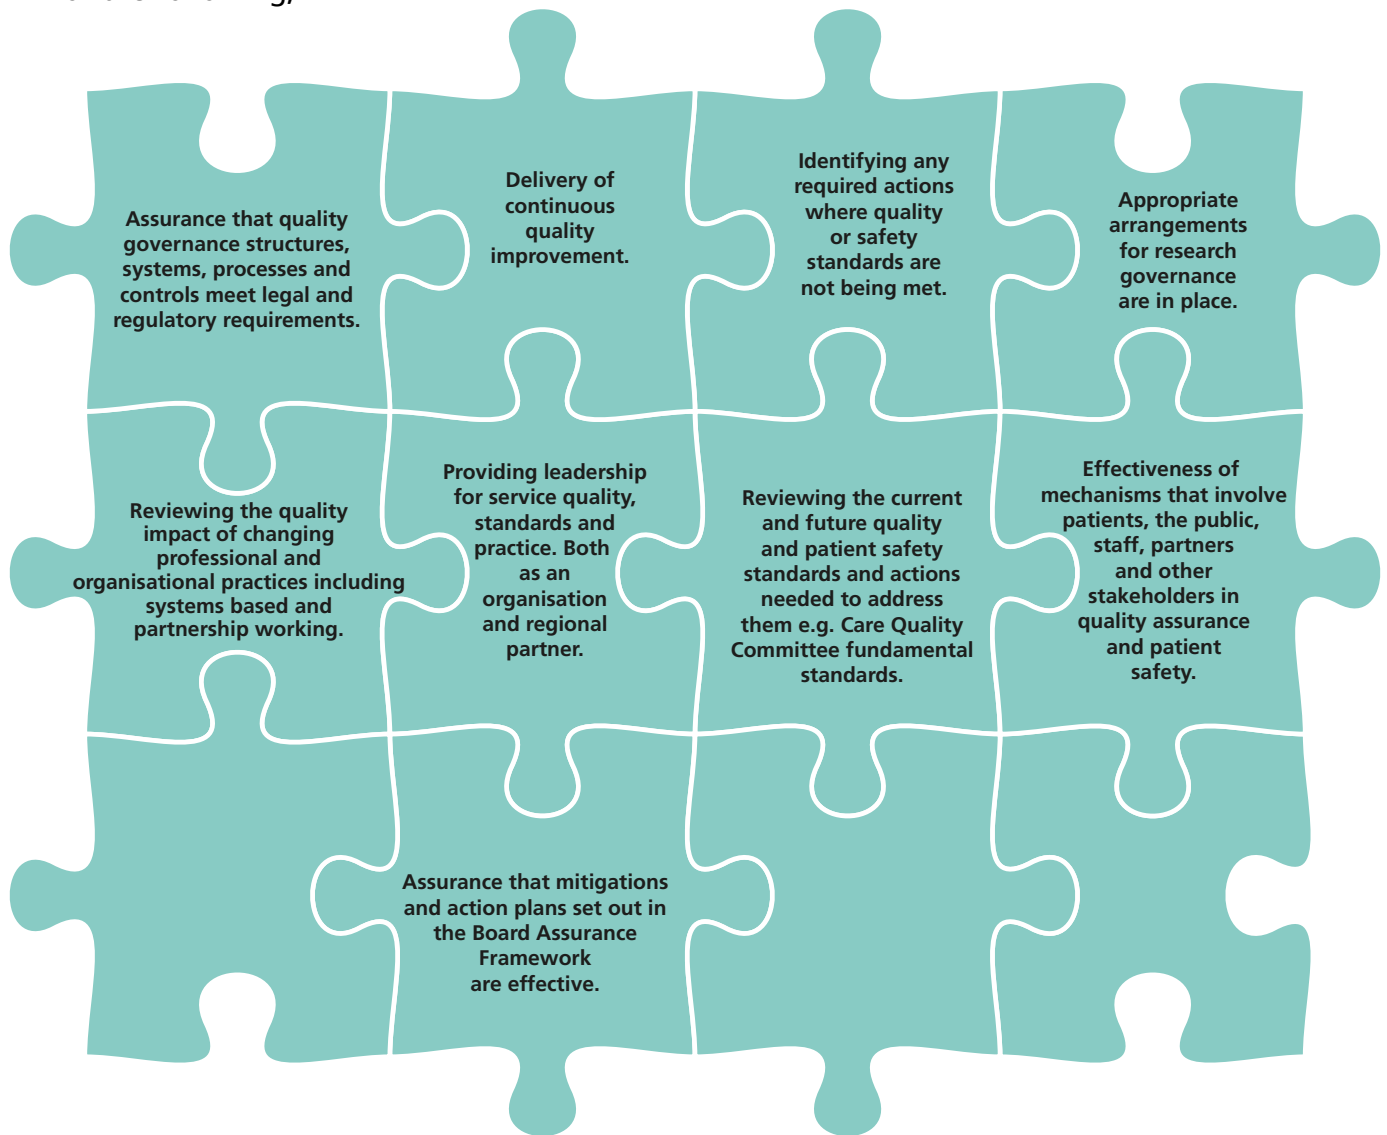 Assurance that quality
governance structures,
systems, processes and
controls meet legal and
regulatory requirements.
Delivery of
continuous
quality
improvement.
Identifying any
required actions
where quality
or safety
standards are
not being met.
Appropriate
arrangements
for research
governance
are in place.
Reviewing the quality
impact of changing
professional and
organisational practices including
systems based and
partnership working.
Providing leadership
for service quality,
standards and
practice. Both
as an
organisation
and regional
partner.
Reviewing the current
and future quality
and patient safety
standards and actions
needed to address
them e.g. Care Quality
Committee fundamental
standards.
Effectiveness of
mechanisms that involve
patients, the public,
staff, partners
and other
stakeholders in
quality assurance
and patient
safety.
Assurance that mitigations
and action plans set out in
the Board Assurance
Framework
are effective.